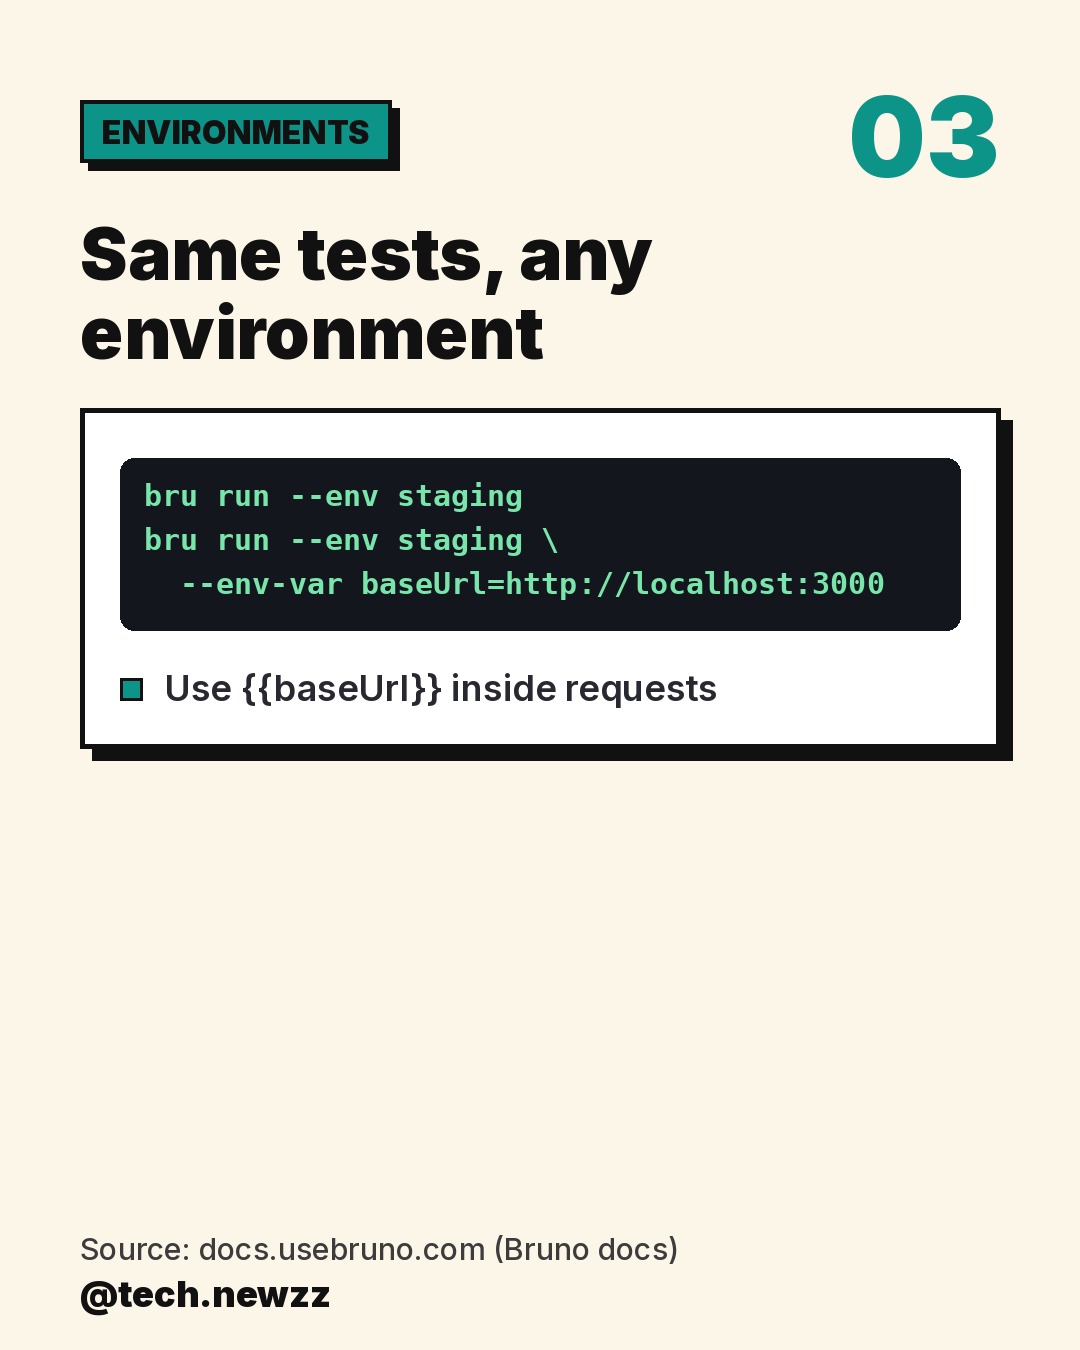 ENVIRONMENTS
03
Same tests, any
environment
bru run --env staging
bru run --env staging \
  --env-var baseUrl=http://localhost:3000
Use {{baseUrl}} inside requests
Source: docs.usebruno.com (Bruno docs)
@tech.newzz